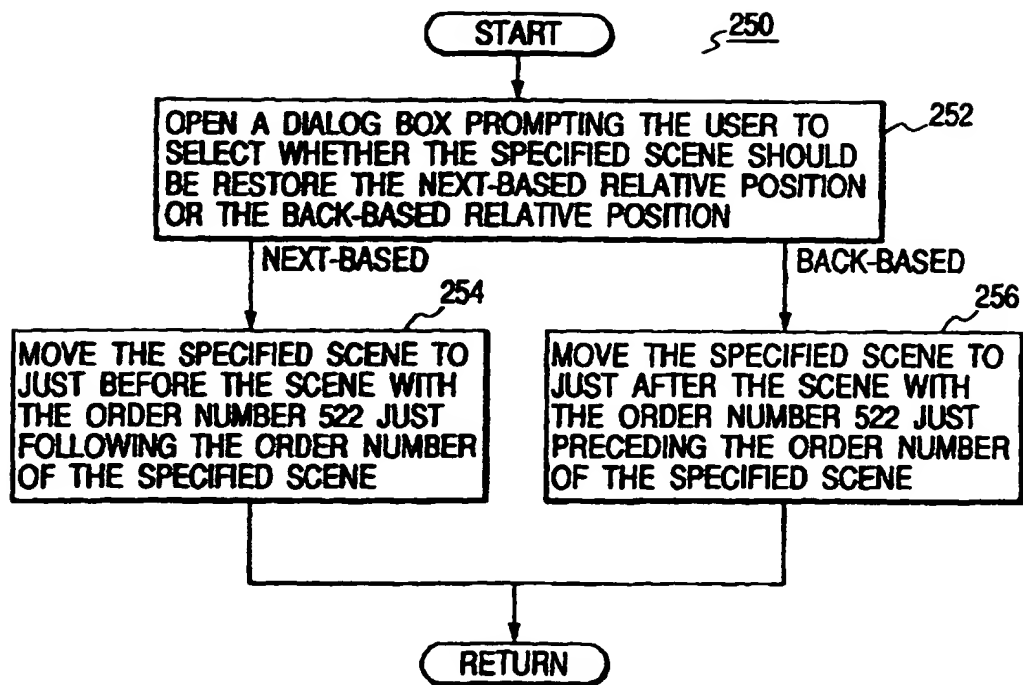 START
250
OPEN A DIALOG BOX PROMPTING THE USER TO
SELECT WHETHER THE SPECIFIED SCENE SHOULD
BE RESTORE THE NEXT-BASED RELATIVE POSITION
OR THE BACK-BASED RELATIVE POSITION
252
NEXT-BASED
BACK-BASED
254
MOVE THE SPECIFIED SCENE TO
JUST BEFORE THE SCENE WITH
THE ORDER NUMBER 522 JUST
FOLLOWING THE ORDER NUMBER
OF THE SPECIFIED SCENE
256
MOVE THE SPECIFIED SCENE TO
JUST AFTER THE SCENE WITH
THE ORDER NUMBER 522 JUST
PRECEDING THE ORDER NUMBER
OF THE SPECIFIED SCENE
RETURN